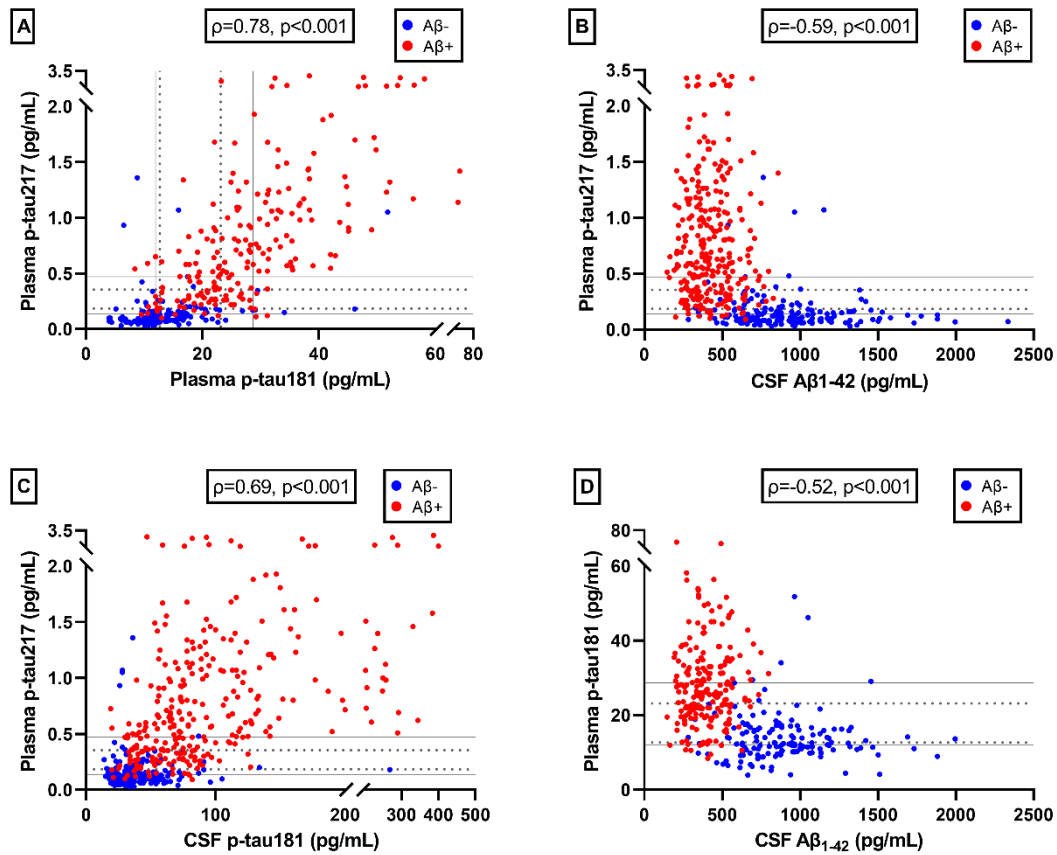 A
ρ=0.78, p<0.001
Aβ-
Aβ+
3.5
2.0
1.5
1.0
0.5
0.0
Plasma p-tau217 (pg/mL)
0
20
40
60
80
Plasma p-tau181 (pg/mL)
B
ρ=-0.59, p<0.001
Aβ-
Aβ+
3.5
2.0
1.5
1.0
0.5
0.0
Plasma p-tau217 (pg/mL)
0
500
1000
1500
2000
2500
CSF Aβ1-42 (pg/mL)
C
ρ=0.69, p<0.001
Aβ-
Aβ+
3.5
2.0
1.5
1.0
0.5
0.0
Plasma p-tau217 (pg/mL)
0
100
200
300
400
500
CSF p-tau181 (pg/mL)
D
ρ=-0.52, p<0.001
Aβ-
Aβ+
80
60
40
20
0
Plasma p-tau181 (pg/mL)
0
500
1000
1500
2000
2500
CSF Aβ₁₋₄₂ (pg/mL)